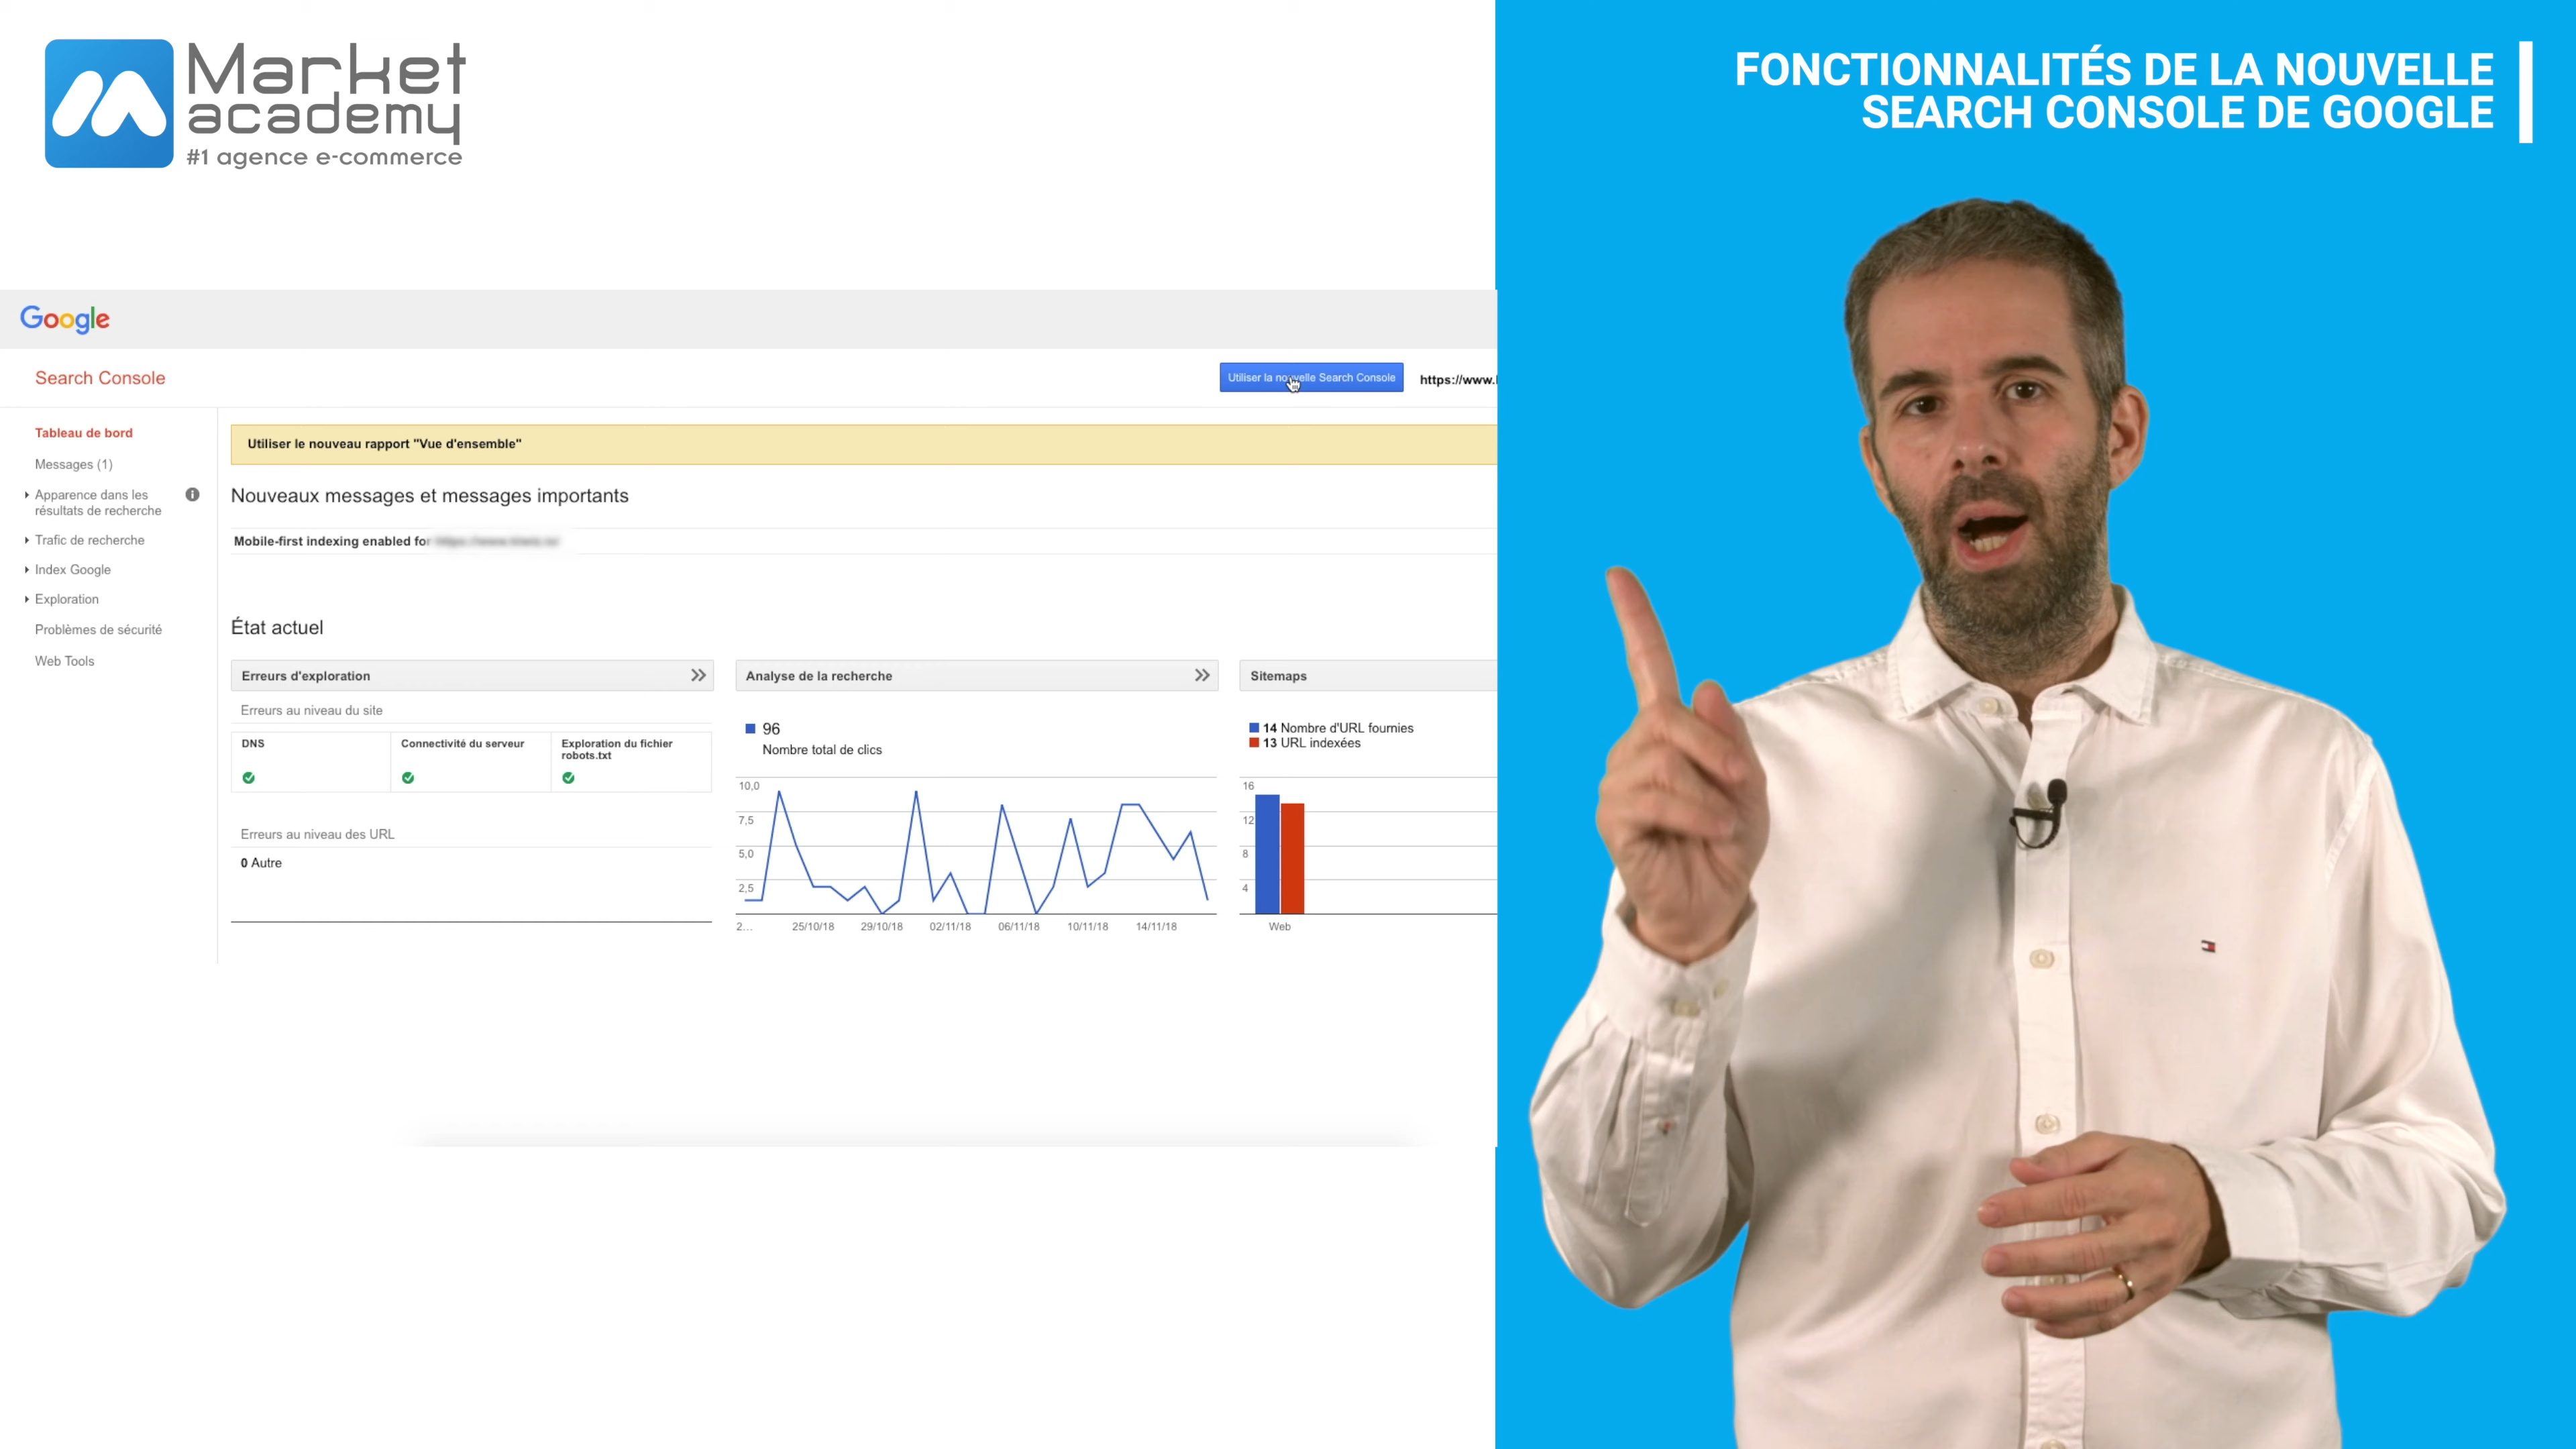 Market
academy
#1 agence e-commerce
FONCTIONNALITÉS DE LA NOUVELLE
SEARCH CONSOLE DE GOOGLE
Google
Search Console
Utiliser la nouvelle Search Console
https://www.
Tableau de bord
Messages (1)
Apparence dans les
résultats de recherche
Trafic de recherche
Index Google
Exploration
Problèmes de sécurité
Web Tools
Utiliser le nouveau rapport "Vue d'ensemble"
Nouveaux messages et messages importants
Mobile-first indexing enabled for
État actuel
Erreurs d'exploration
Erreurs au niveau du site
DNS
Connectivité du serveur
Exploration du fichier
robots.txt
Erreurs au niveau des URL
0 Autre
Analyse de la recherche
96
Nombre total de clics
10,0
7,5
5,0
2,5
2...
25/10/18
29/10/18
02/11/18
06/11/18
10/11/18
14/11/18
Sitemaps
14 Nombre d'URL fournies
13 URL indexées
16
12
8
4
Web